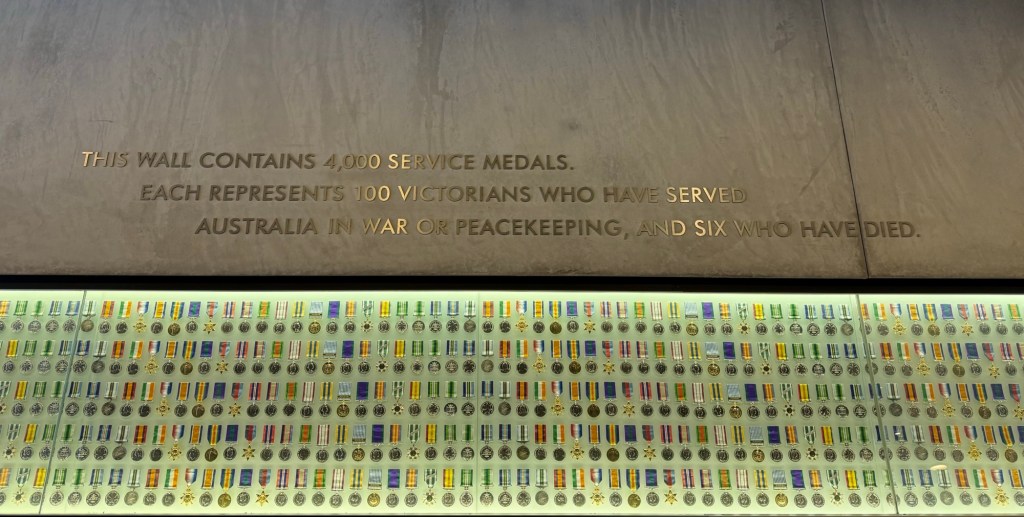 THIS WALL CONTAINS 4,000 SERVICE MEDALS.
EACH REPRESENTS 100 VICTORIANS WHO HAVE SERVED
AUSTRALIA IN WAR OR PEACEKEEPING, AND SIX WHO HAVE DIED.